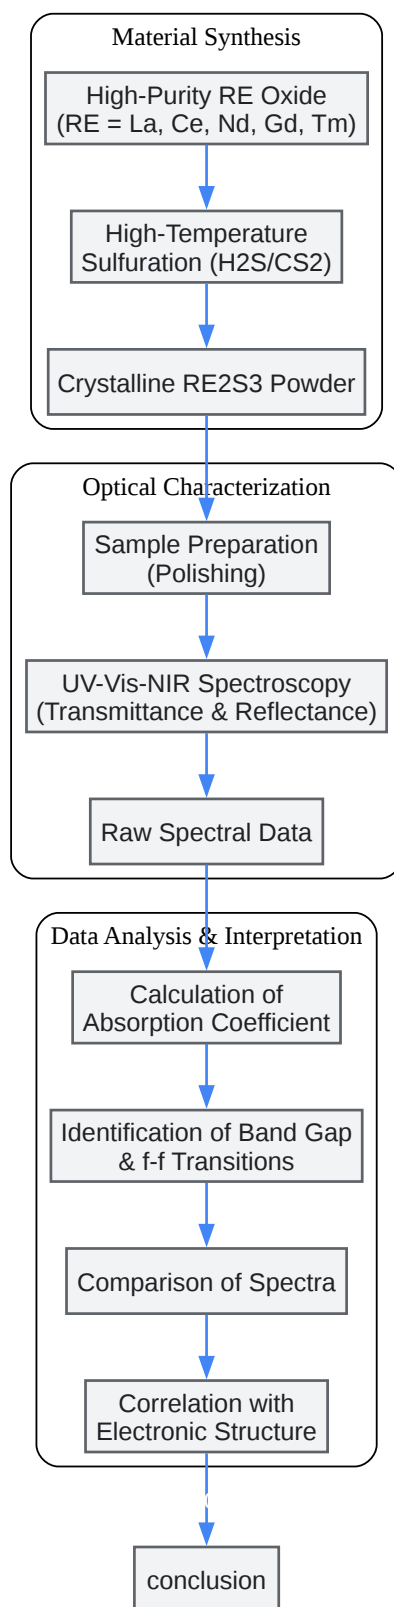 Material Synthesis
High-Purity RE Oxide
(RE = La, Ce, Nd, Gd, Tm)
High-Temperature
Sulfuration (H2S/CS2)
Crystalline RE2S3 Powder
Optical Characterization
Sample Preparation
(Polishing)
UV-Vis-NIR Spectroscopy
(Transmittance & Reflectance)
Raw Spectral Data
Data Analysis & Interpretation
Calculation of
Absorption Coefficient
Identification of Band Gap
& f-f Transitions
Comparison of Spectra
Correlation with
Electronic Structure
conclusion